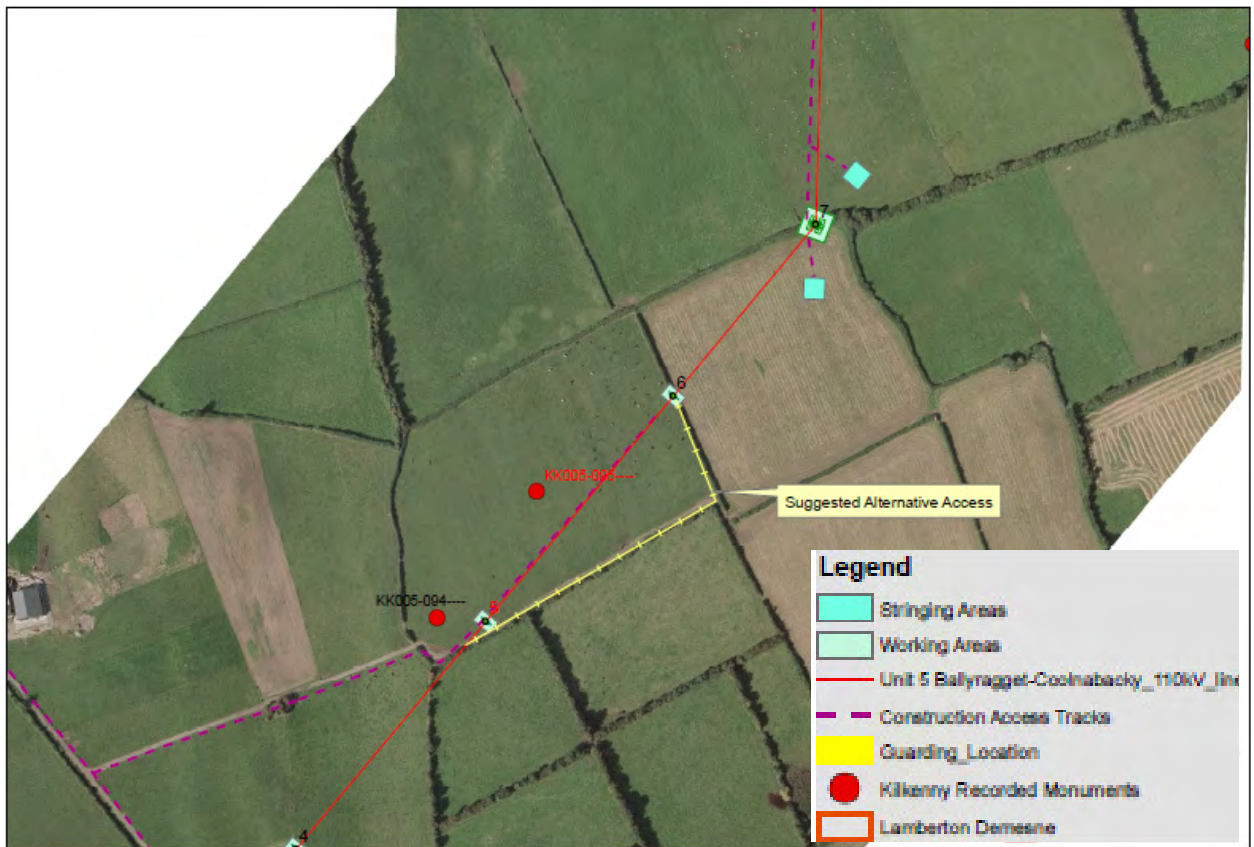 7
6
KK005-095----
Suggested Alternative Access
KK005-094----
5
4
Legend
Stringing Areas
Working Areas
Unit 5 Ballyragget-Coolnabacky_110kV_line
Construction Access Tracks
Guarding_Location
Kilkenny Recorded Monuments
Lamberton Demesne